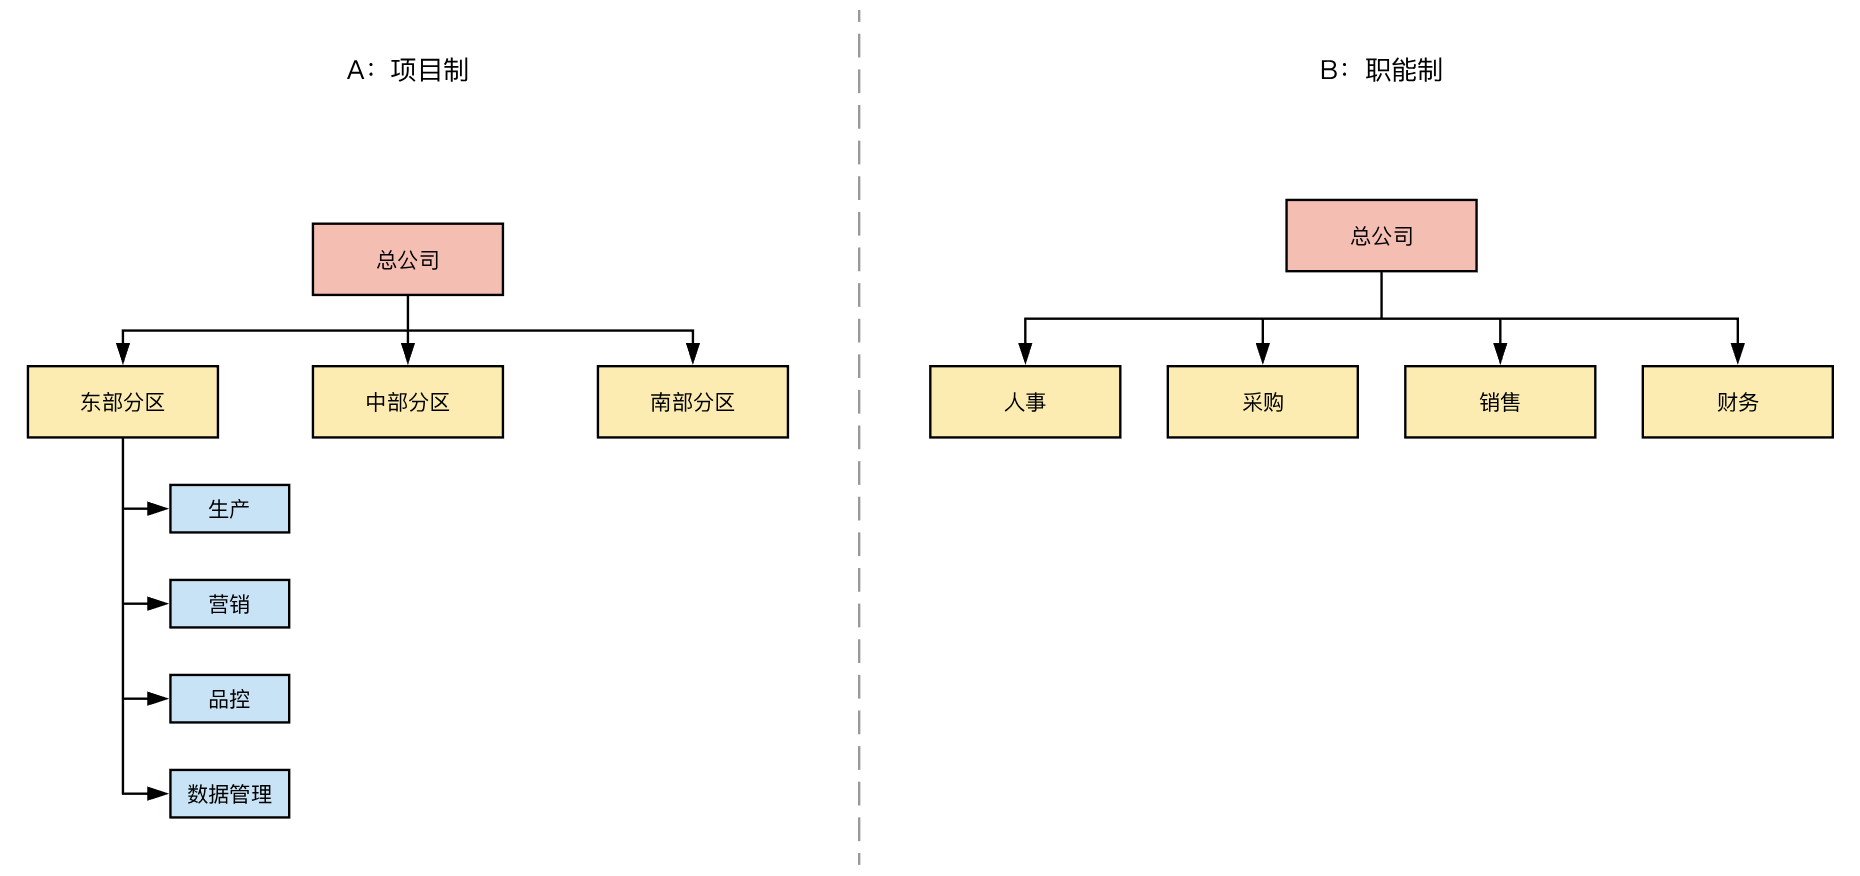 A：项目制
总公司
东部分区
中部分区
南部分区
生产
营销
品控
数据管理
B：职能制
总公司
人事
采购
销售
财务